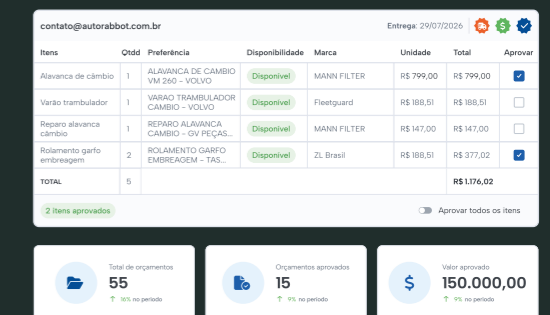 contato@autorabbot.com.br
Entrega: 29/07/2026
Itens Qtdd Preferência Disponibilidade Marca Unidade Total Aprovar
Alavanca de câmbio 1 ALAVANCA DE CAMBIO VM 260 - VOLVO Disponível MANN FILTER R$ 799,00 R$ 799,00
Varão trambulador 1 VARAO TRAMBULADOR CAMBIO - VOLVO Disponível Fleetguard R$ 188,51 R$ 188,51
Reparo alavanca câmbio 1 REPARO ALAVANCA CAMBIO - GV PEÇAS... Disponível MANN FILTER R$ 147,00 R$ 147,00
Rolamento garfo embreagem 2 ROLAMENTO GARFO EMBREAGEM - TAS... Disponível ZL Brasil R$ 188,51 R$ 377,02
TOTAL 5 R$ 1.176,02
2 itens aprovados
Aprovar todos os itens
Total de orçamentos
55
↑ 16% no período
Orçamentos aprovados
15
↑ 9% no período
Valor aprovado
150.000,00
↑ 9% no período